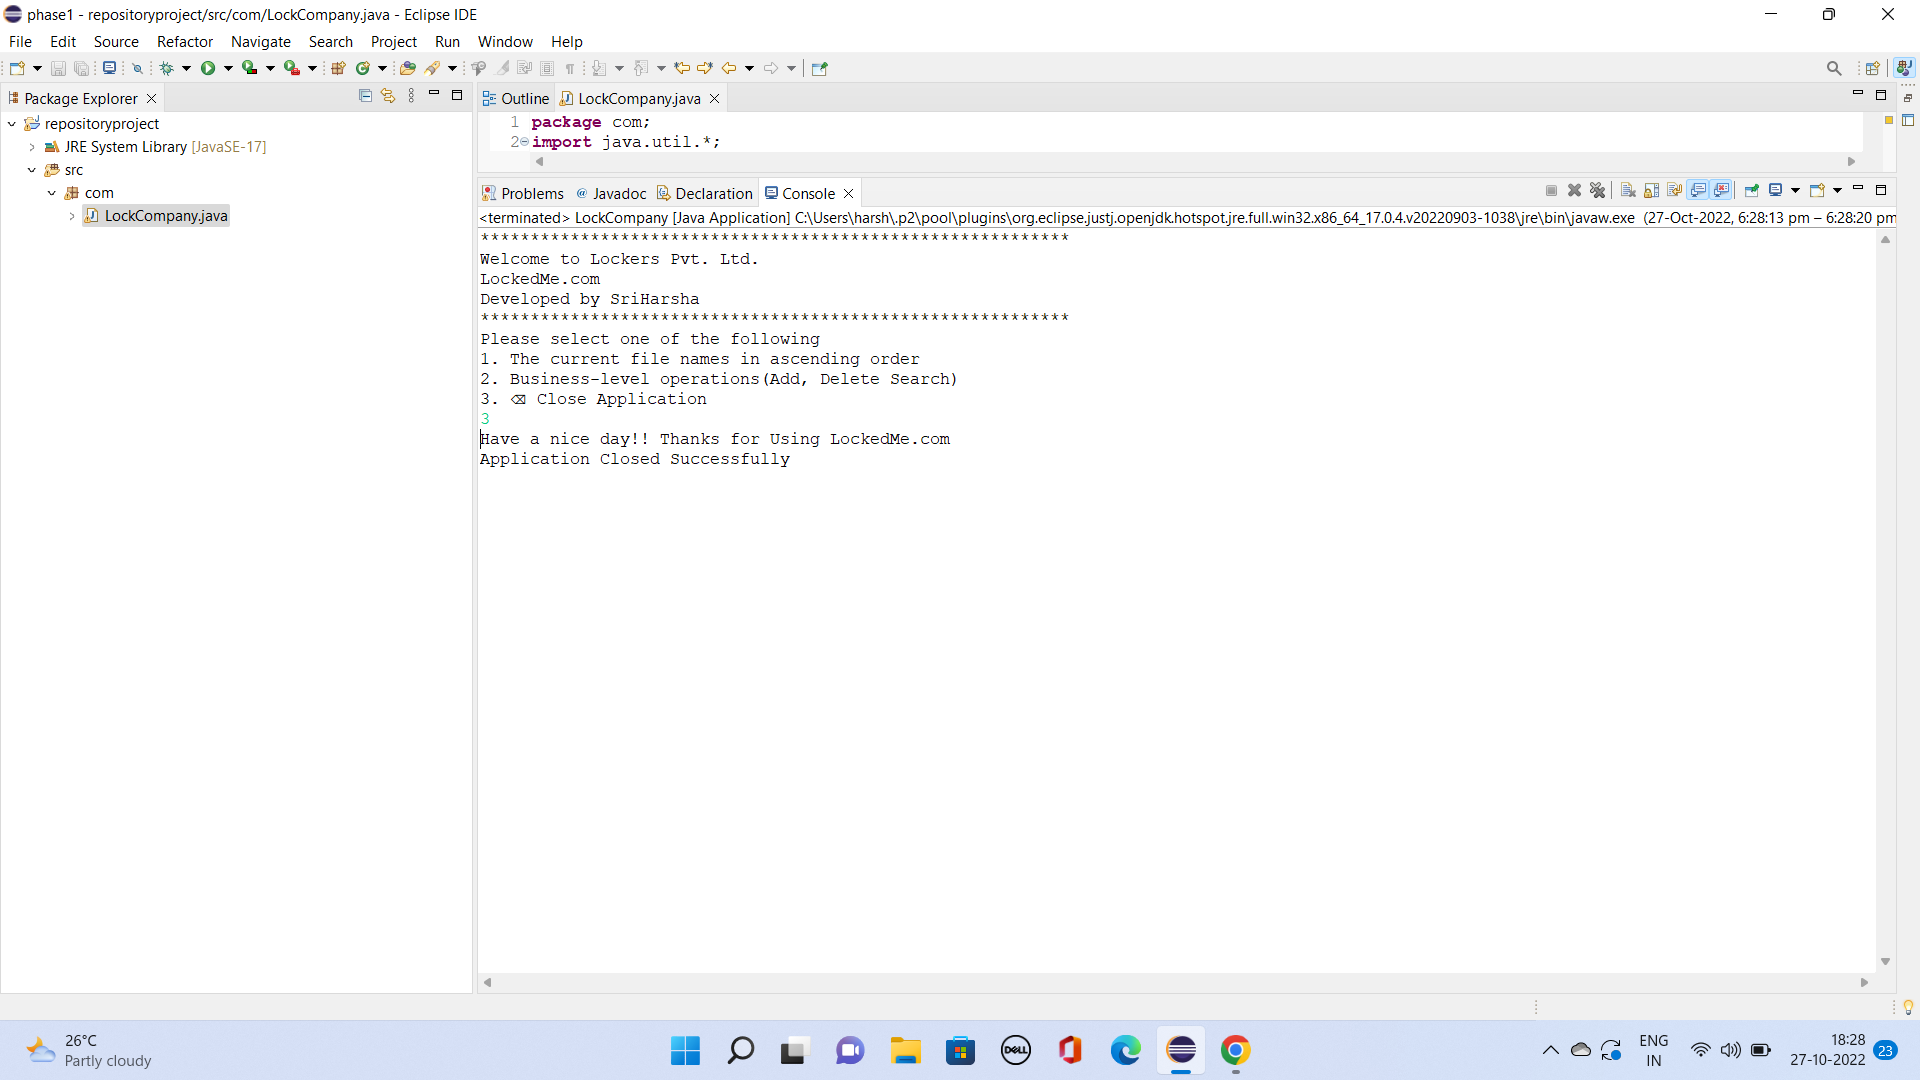 phase1 - repositoryproject/src/com/LockCompany.java - Eclipse IDE
File Edit Source Refactor Navigate Search Project Run Window Help
Package Explorer
repositoryproject
JRE System Library [JavaSE-17]
src
com
LockCompany.java
Outline LockCompany.java
1 package com;
2 import java.util.*;
Problems @ Javadoc Declaration Console
<terminated> LockCompany [Java Application] C:\Users\harsh\.p2\pool\plugins\org.eclipse.justj.openjdk.hotspot.jre.full.win32.x86_64_17.0.4.v20220903-1038\jre\bin\javaw.exe (27-Oct-2022, 6:28:13 pm – 6:28:20 pm
***********************************************************
Welcome to Lockers Pvt. Ltd.
LockedMe.com
Developed by SriHarsha
***********************************************************
Please select one of the following
1. The current file names in ascending order
2. Business-level operations(Add, Delete Search)
3. ⌫ Close Application
3
Have a nice day!! Thanks for Using LockedMe.com
Application Closed Successfully
26°C
Partly cloudy
DELL
ENG
IN
18:28
27-10-2022
23